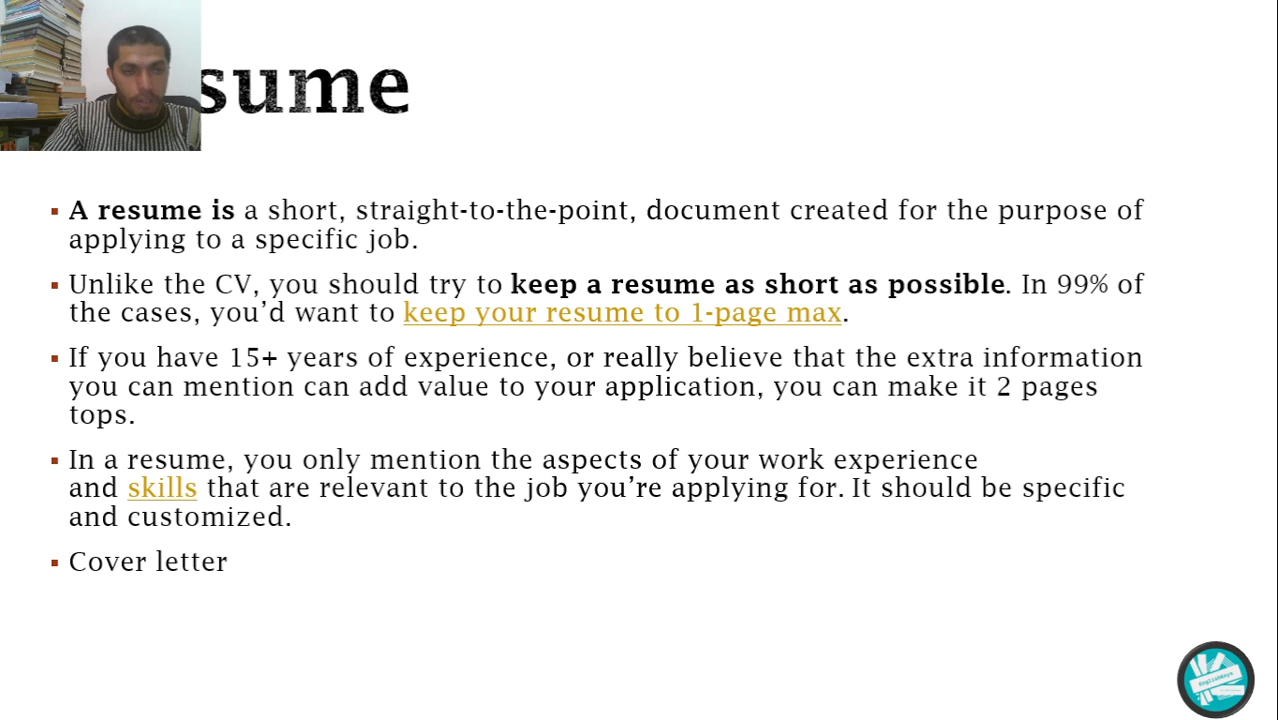 sume
▪ A resume is a short, straight-to-the-point, document created for the purpose of
applying to a specific job.
▪ Unlike the CV, you should try to keep a resume as short as possible. In 99% of
the cases, you’d want to keep your resume to 1-page max.
▪ If you have 15+ years of experience, or really believe that the extra information
you can mention can add value to your application, you can make it 2 pages
tops.
▪ In a resume, you only mention the aspects of your work experience
and skills that are relevant to the job you’re applying for. It should be specific
and customized.
▪ Cover letter